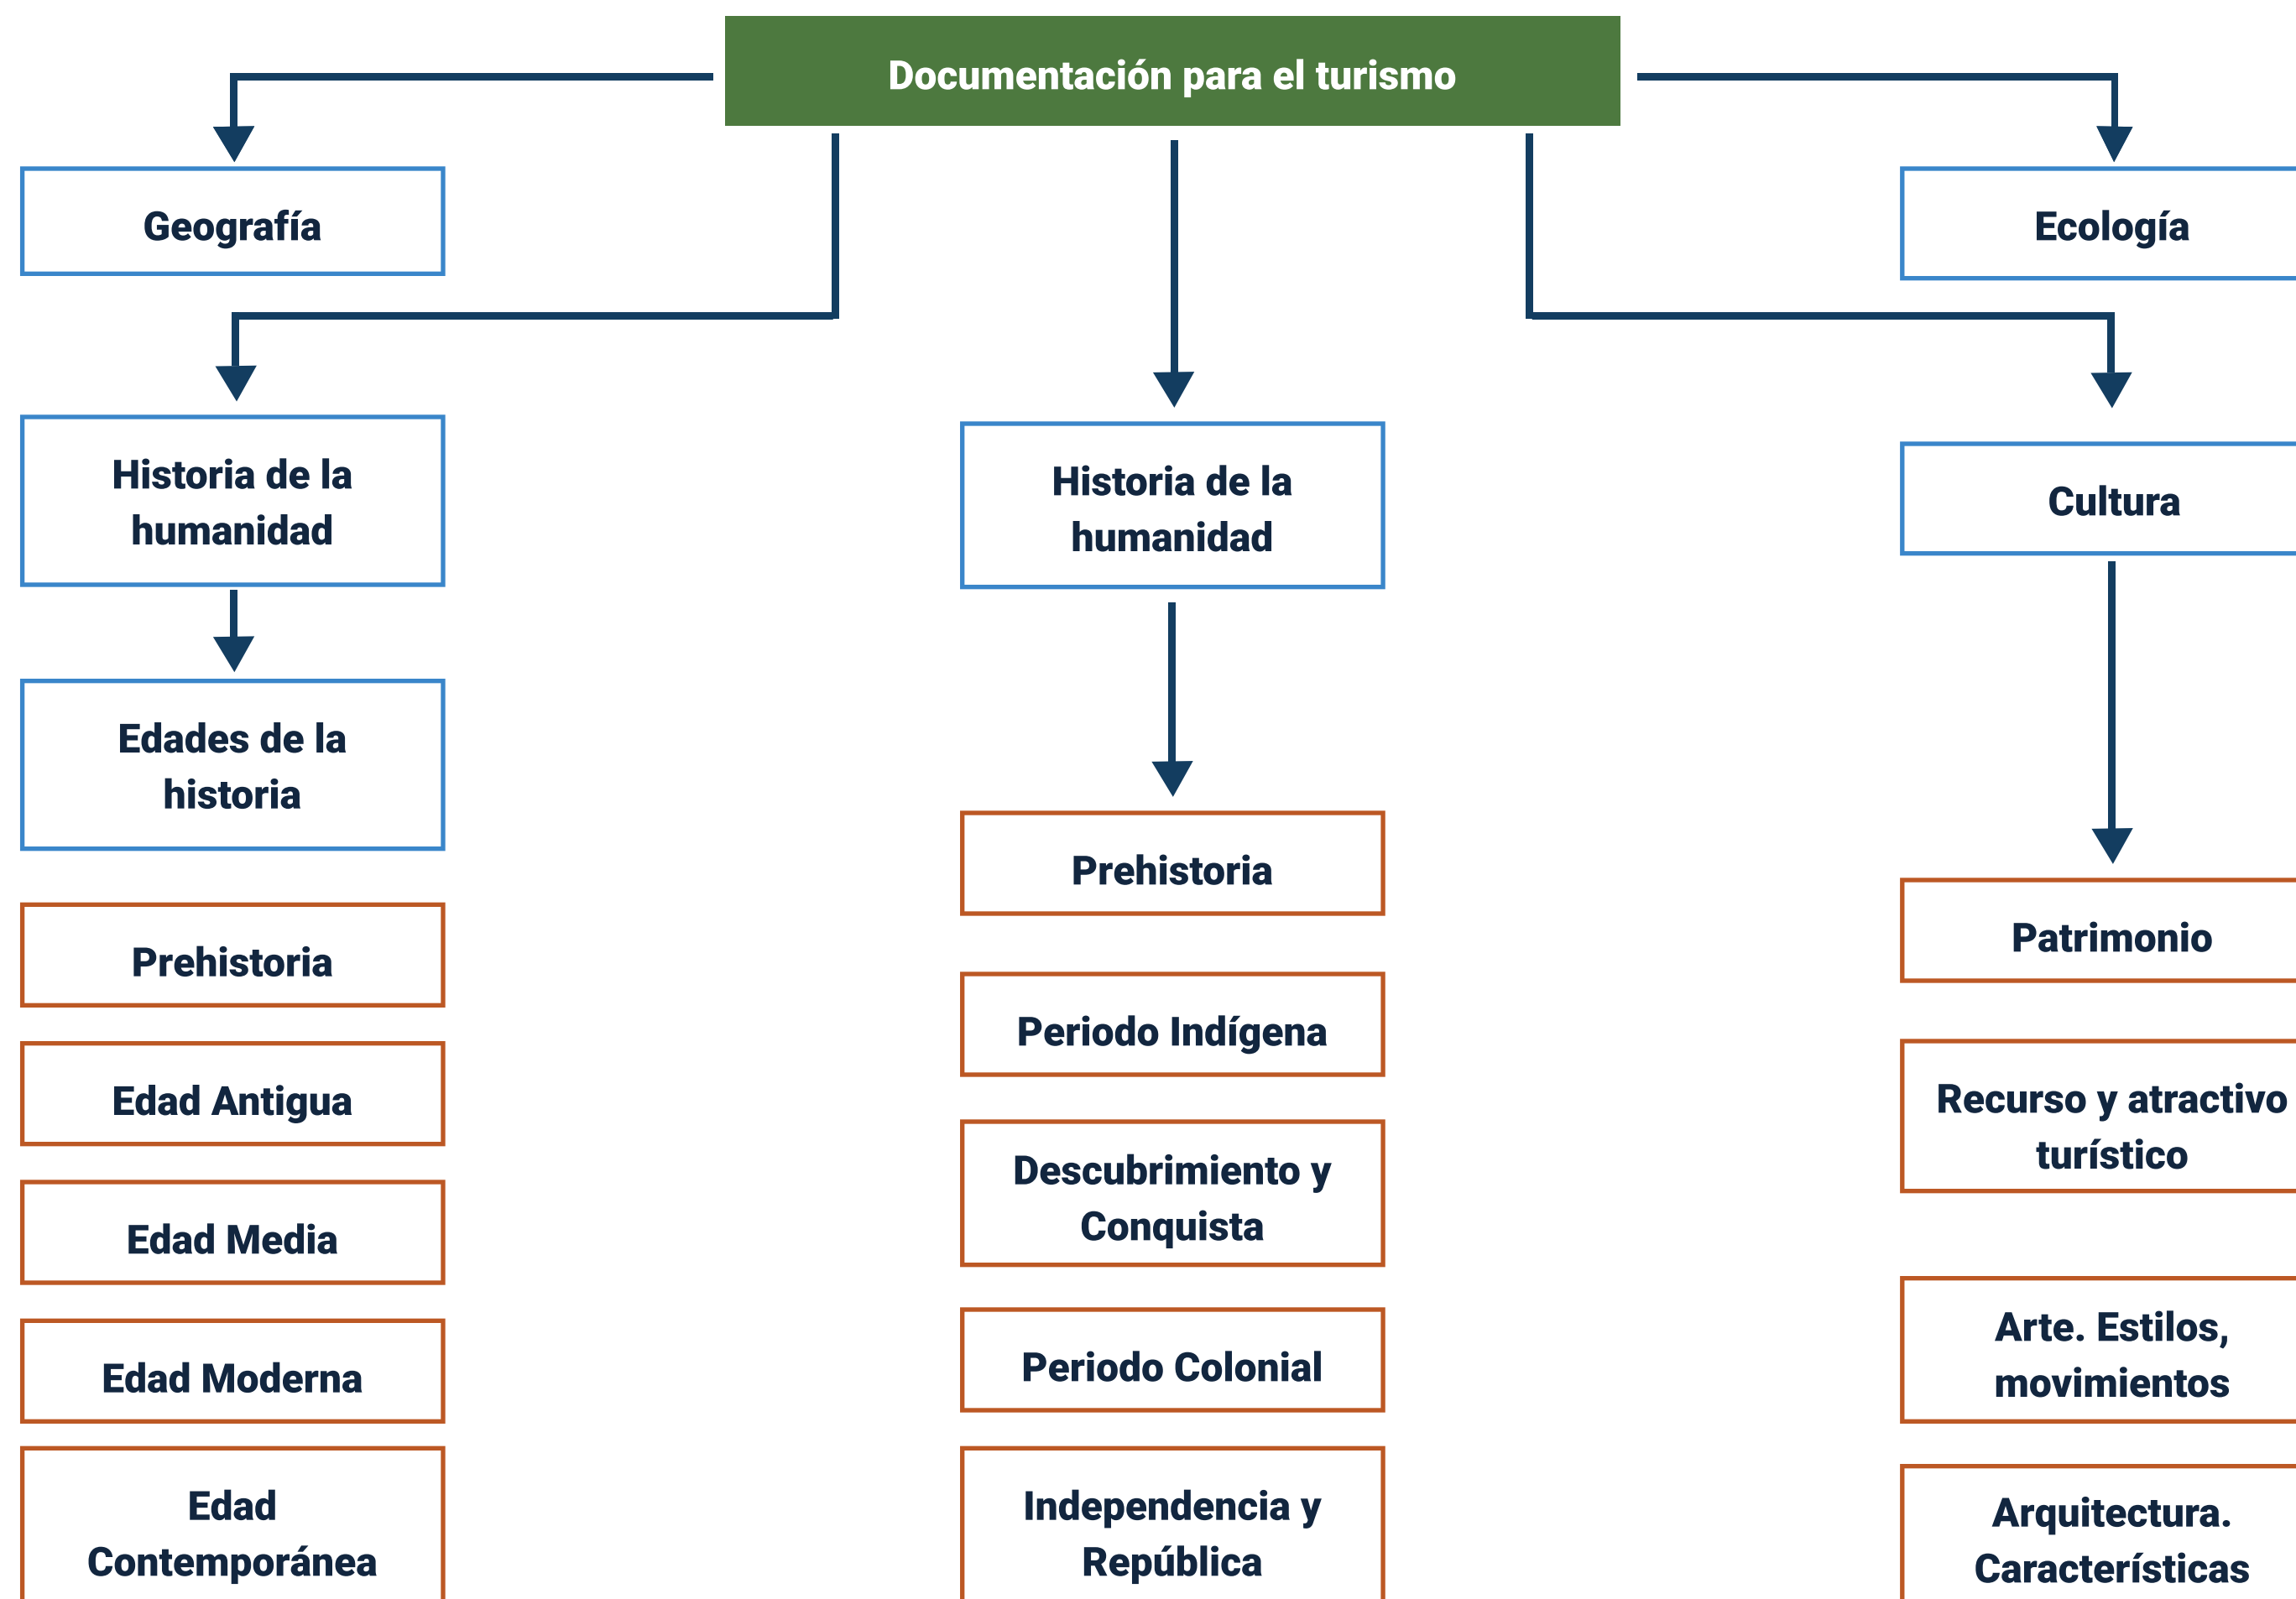 Documentación para el turismo
Geografía
Ecología
Historia de la
humanidad
Historia de la
humanidad
Cultura
Edades de la
historia
Prehistoria
Edad Antigua
Edad Media
Edad Moderna
Edad
Contemporánea
Prehistoria
Periodo Indígena
Descubrimiento y
Conquista
Periodo Colonial
Independencia y
República
Patrimonio
Recurso y atractivo
turístico
Arte. Estilos,
movimientos
Arquitectura.
Características